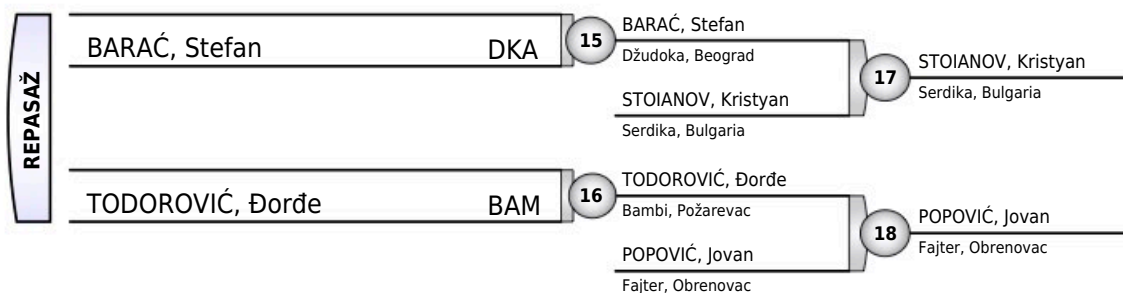 REPASAŽ
BARAĆ, Stefan DKA
15
BARAĆ, Stefan
Džudoka, Beograd
STOIANOV, Kristyan
Serdika, Bulgaria
17
STOIANOV, Kristyan
Serdika, Bulgaria
TODOROVIĆ, Đorđe BAM
16
TODOROVIĆ, Đorđe
Bambi, Požarevac
POPOVIĆ, Jovan
Fajter, Obrenovac
18
POPOVIĆ, Jovan
Fajter, Obrenovac